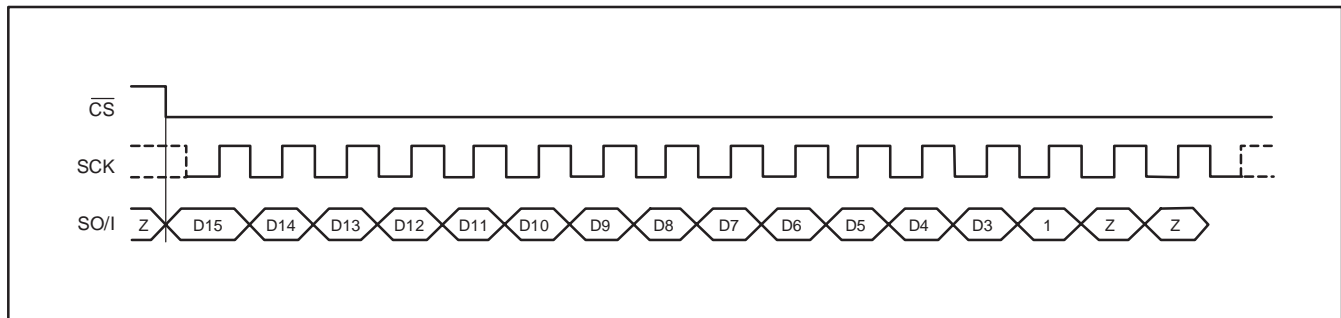 CS
SCK
SO/I Z D15 D14 D13 D12 D11 D10 D9 D8 D7 D6 D5 D4 D3 1 Z Z